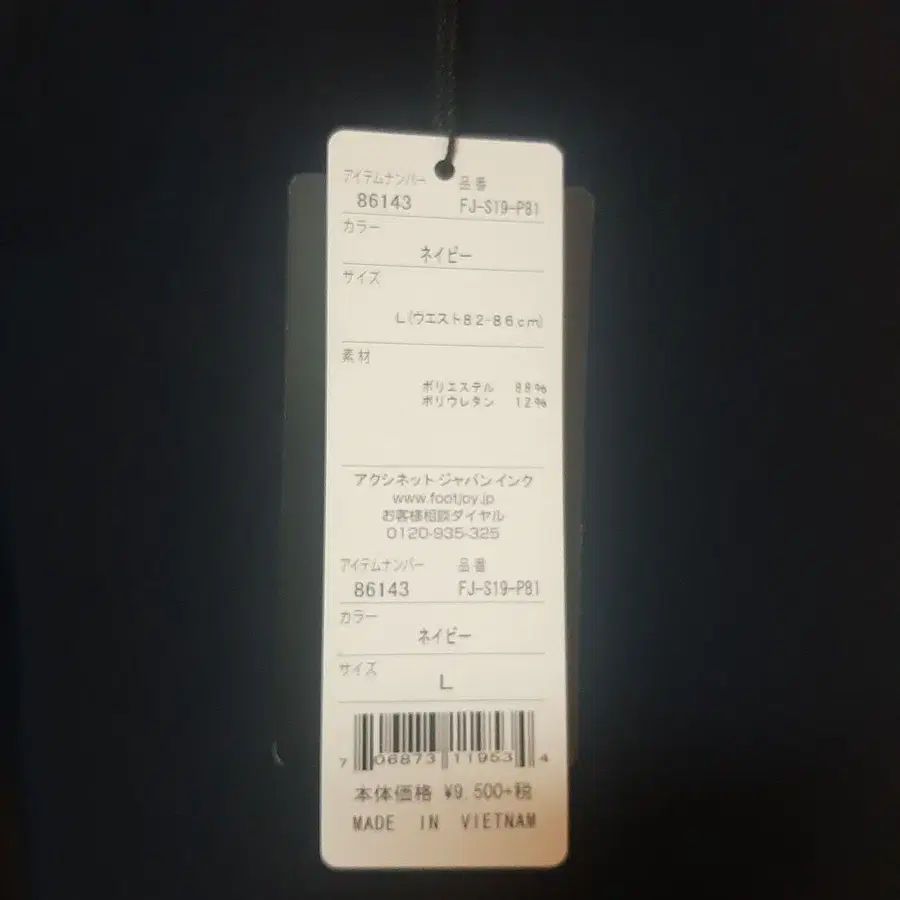 アイテムナンバー 品番
86143 FJ-S19-P81
カラー
ネイビー
サイズ
L(ウエスト82-86cm)
素材
ポリエステル 88%
ポリウレタン 12%
アクシネットジャパンインク
www.footjoy.jp
お客様相談ダイヤル
0120-935-325
アイテムナンバー 品番
86143 FJ-S19-P81
カラー
ネイビー
サイズ
L
7 06873 11953 4
本体価格 ¥9,500+税
MADE IN VIETNAM